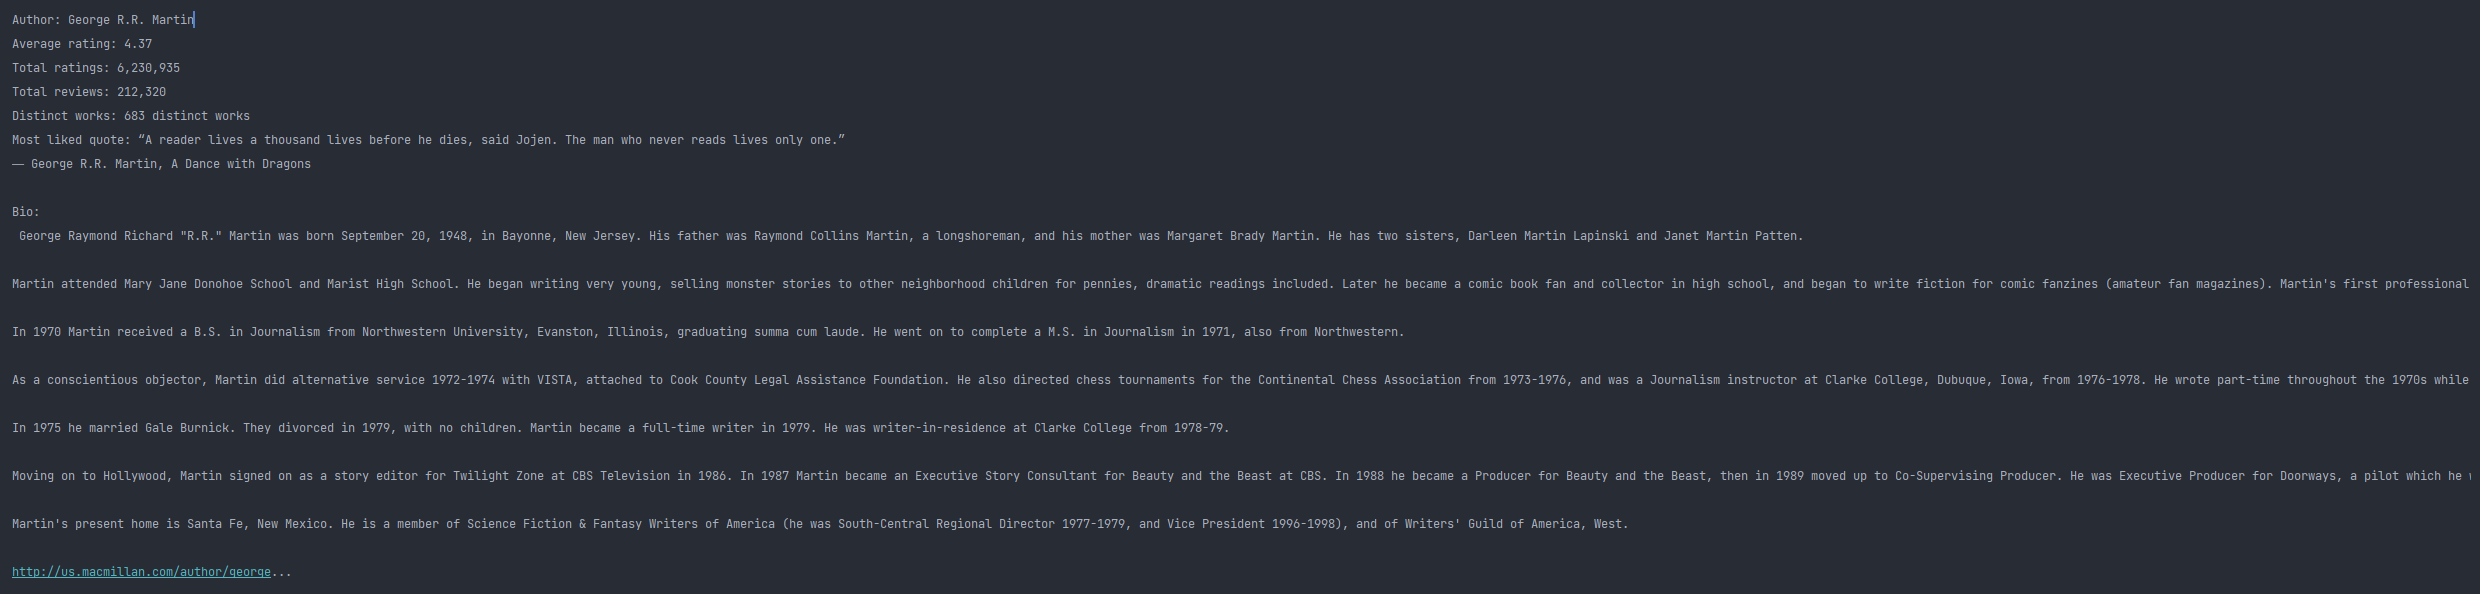 Author: George R.R. Martin
Average rating: 4.37
Total ratings: 6,230,935
Total reviews: 212,320
Distinct works: 683 distinct works
Most liked quote: “A reader lives a thousand lives before he dies, said Jojen. The man who never reads lives only one.”
― George R.R. Martin, A Dance with Dragons
Bio:
George Raymond Richard "R.R." Martin was born September 20, 1948, in Bayonne, New Jersey. His father was Raymond Collins Martin, a longshoreman, and his mother was Margaret Brady Martin. He has two sisters, Darleen Martin Lapinski and Janet Martin Patten.
Martin attended Mary Jane Donohoe School and Marist High School. He began writing very young, selling monster stories to other neighborhood children for pennies, dramatic readings included. Later he became a comic book fan and collector in high school, and began to write fiction for comic fanzines (amateur fan magazines). Martin's first professional
In 1970 Martin received a B.S. in Journalism from Northwestern University, Evanston, Illinois, graduating summa cum laude. He went on to complete a M.S. in Journalism in 1971, also from Northwestern.
As a conscientious objector, Martin did alternative service 1972-1974 with VISTA, attached to Cook County Legal Assistance Foundation. He also directed chess tournaments for the Continental Chess Association from 1973-1976, and was a Journalism instructor at Clarke College, Dubuque, Iowa, from 1976-1978. He wrote part-time throughout the 1970s while
In 1975 he married Gale Burnick. They divorced in 1979, with no children. Martin became a full-time writer in 1979. He was writer-in-residence at Clarke College from 1978-79.
Moving on to Hollywood, Martin signed on as a story editor for Twilight Zone at CBS Television in 1986. In 1987 Martin became an Executive Story Consultant for Beauty and the Beast at CBS. In 1988 he became a Producer for Beauty and the Beast, then in 1989 moved up to Co-Supervising Producer. He was Executive Producer for Doorways, a pilot which he
Martin's present home is Santa Fe, New Mexico. He is a member of Science Fiction & Fantasy Writers of America (he was South-Central Regional Director 1977-1979, and Vice President 1996-1998), and of Writers' Guild of America, West.
http://us.macmillan.com/author/george...